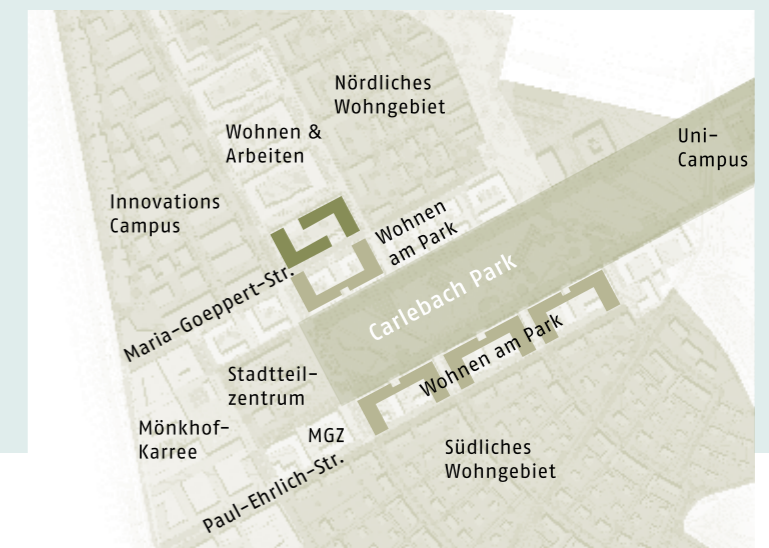 Nördliches
Wohngebiet
Wohnen &
Arbeiten
Uni-
Campus
Innovations
Campus
Wohnen
am Park
Maria-Goeppert-Str.
Carlebach Park
Wohnen am Park
Stadtteil-
zentrum
Mönkhof-
Karree
MGZ
Südliches
Wohngebiet
Paul-Ehrlich-Str.